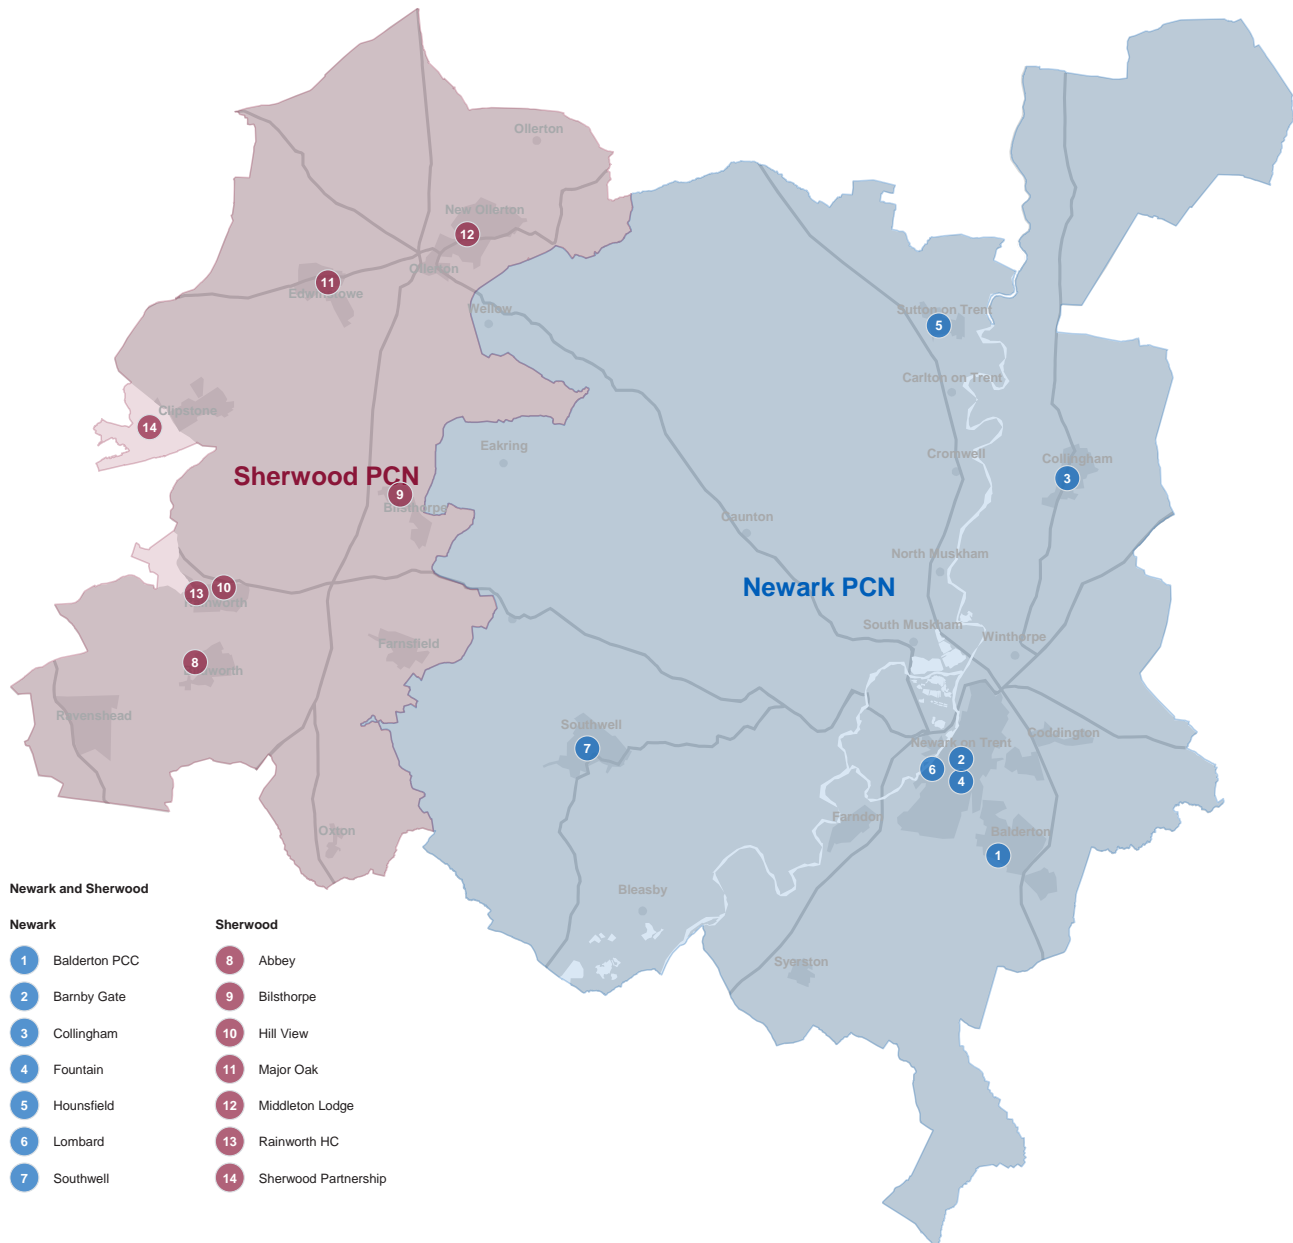 Ollerton
New Ollerton
12
Ollerton
11
Edwinstowe
Wellow
Sutton on Trent
5
Carlton on Trent
Clipstone
14
Eakring
Cromwell
Collingham
3
Sherwood PCN
9
Bilsthorpe
Caunton
North Muskham
Newark PCN
10
13
Rainworth
South Muskham
Winthorpe
Farnsfield
8
Ravenshead
Southwell
7
Coddington
Newark on Trent
2
6
4
Farndon
Oxton
Balderton
1
Bleasby
Syerston
Newark and Sherwood
Newark
1 Balderton PCC
2 Barnby Gate
3 Collingham
4 Fountain
5 Hounsfield
6 Lombard
7 Southwell
Sherwood
8 Abbey
9 Bilsthorpe
10 Hill View
11 Major Oak
12 Middleton Lodge
13 Rainworth HC
14 Sherwood Partnership